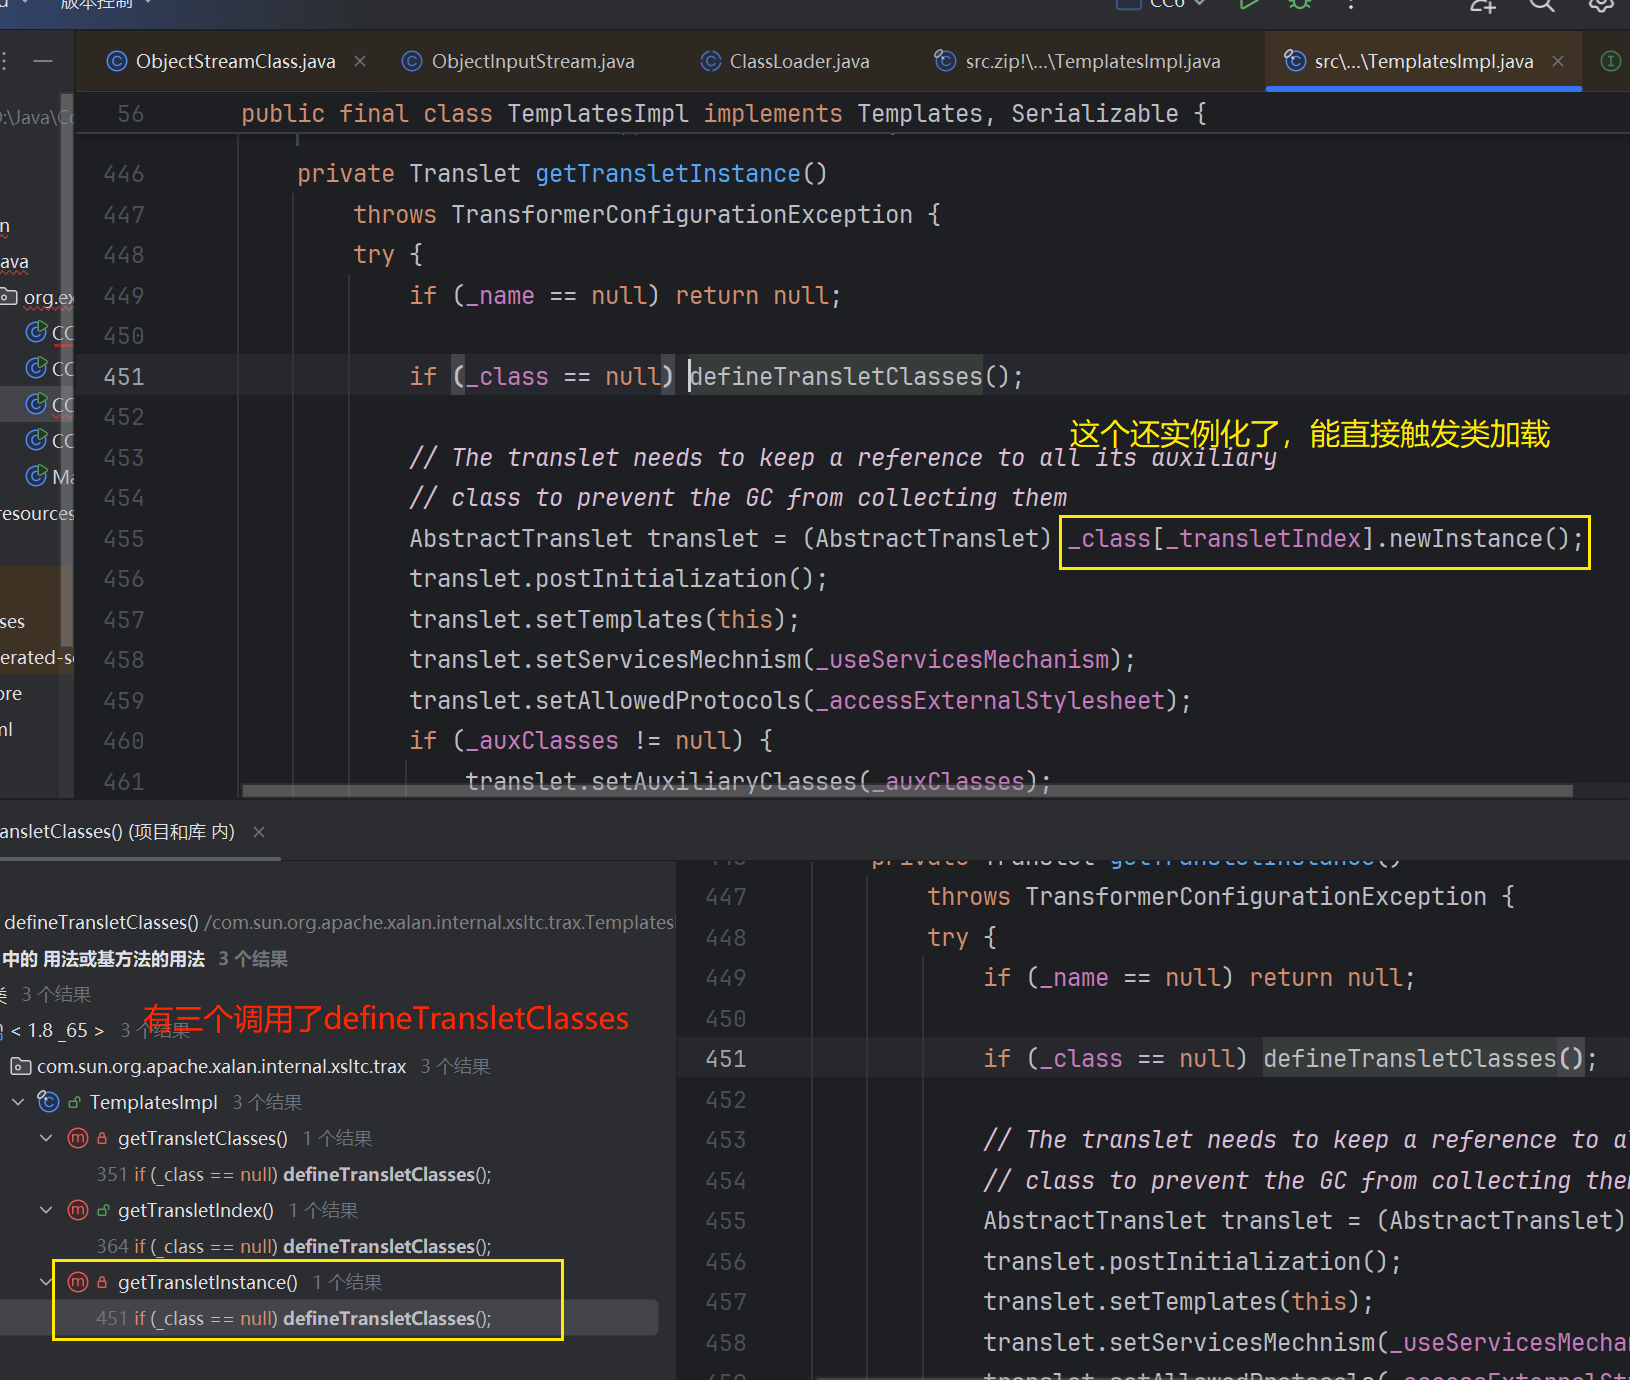 版本控制
CC6
ObjectStreamClass.java
ObjectInputStream.java
ClassLoader.java
src.zip!\...\TemplatesImpl.java
src\...\TemplatesImpl.java
56 public final class TemplatesImpl implements Templates, Serializable {
446 private Translet getTransletInstance()
447 throws TransformerConfigurationException {
448 try {
449 if (_name == null) return null;
450
451 if (_class == null) defineTransletClasses();
452
这个还实例化了，能直接触发类加载
453 // The translet needs to keep a reference to all its auxiliary
454 // class to prevent the GC from collecting them
455 AbstractTranslet translet = (AbstractTranslet) _class[_transletIndex].newInstance();
456 translet.postInitialization();
457 translet.setTemplates(this);
458 translet.setServicesMechnism(_useServicesMechanism);
459 translet.setAllowedProtocols(_accessExternalStylesheet);
460 if (_auxClasses != null) {
461 translet.setAuxiliaryClasses(_auxClasses);
:\Java\Co
n
ava
org.ex
CC
CC
CC
CC
Ma
resources
ses
erated-so
ore
ml
ansletClasses() (项目和库 内)
defineTransletClasses() /com.sun.org.apache.xalan.internal.xsltc.trax.Templates
中的 用法或基方法的用法 3 个结果
类 3 个结果
有三个调用了defineTransletClasses
< 1.8 _65 > 3 个结果
com.sun.org.apache.xalan.internal.xsltc.trax 3 个结果
TemplatesImpl 3 个结果
getTransletClasses() 1 个结果
351 if (_class == null) defineTransletClasses();
getTransletIndex() 1 个结果
364 if (_class == null) defineTransletClasses();
getTransletInstance() 1 个结果
451 if (_class == null) defineTransletClasses();
private Translet getTransletInstance()
447 throws TransformerConfigurationException {
448 try {
449 if (_name == null) return null;
450
451 if (_class == null) defineTransletClasses();
452
453 // The translet needs to keep a reference to al
454 // class to prevent the GC from collecting them
455 AbstractTranslet translet = (AbstractTranslet)
456 translet.postInitialization();
457 translet.setTemplates(this);
458 translet.setServicesMechnism(_useServicesMechan
459 translet.setAllowedProtocols(_accessExternalSt